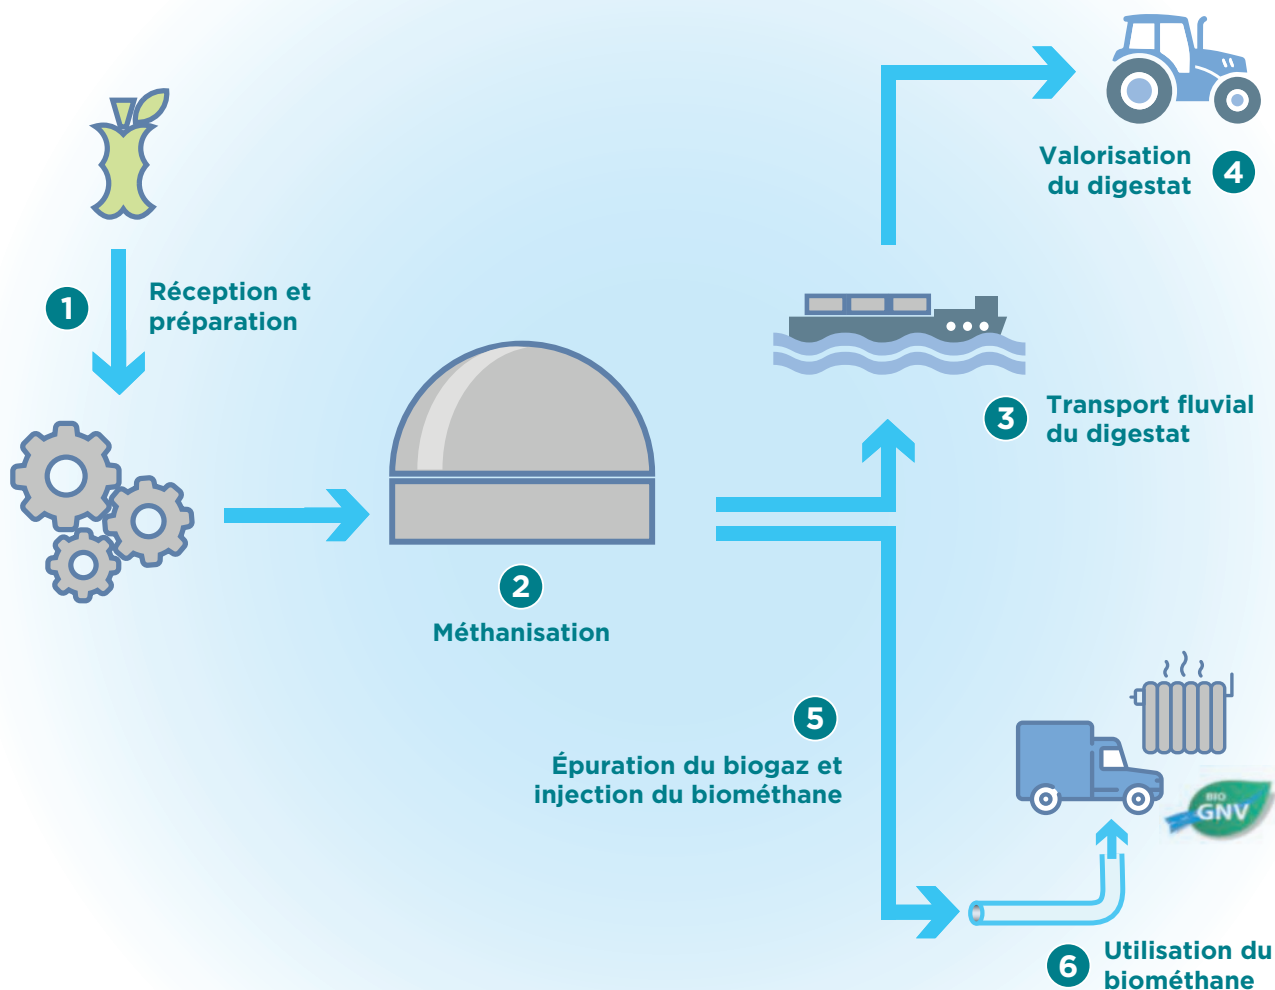 1
Réception et
préparation
2
Méthanisation
3
Transport fluvial
du digestat
Valorisation
du digestat
4
5
Épuration du biogaz et
injection du biométhane
BIO
GNV
6
Utilisation du
biométhane